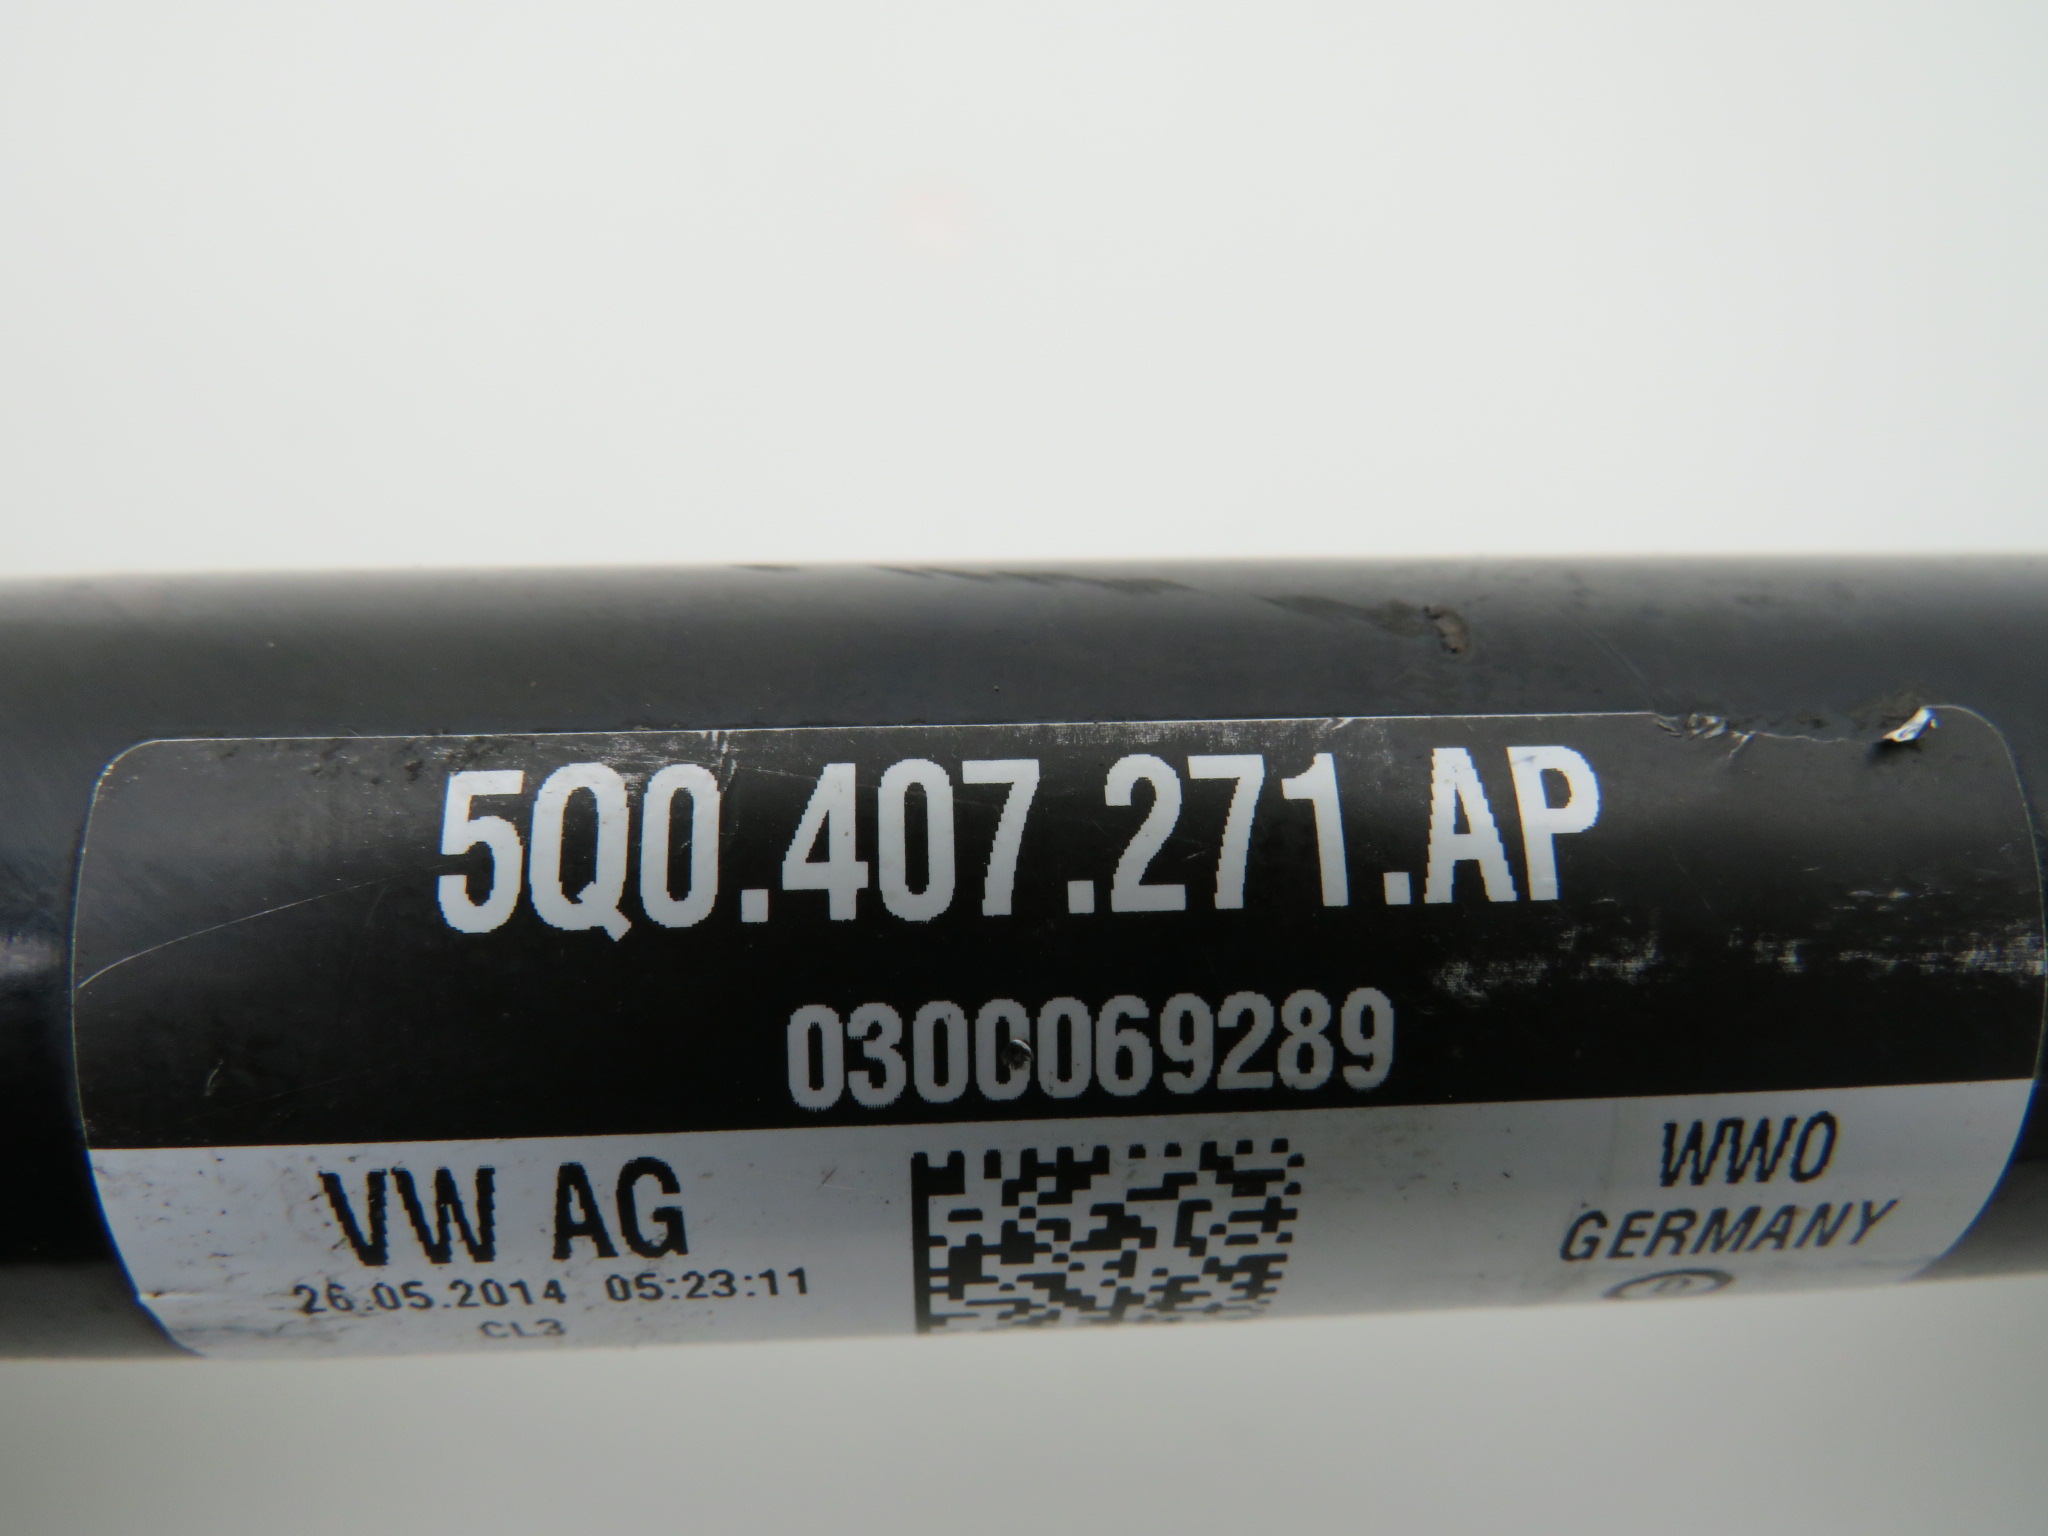 5Q0.407.271.AP
0300069289
VW AG
26.05.2014 05:23:11
CL3
WWO
GERMANY